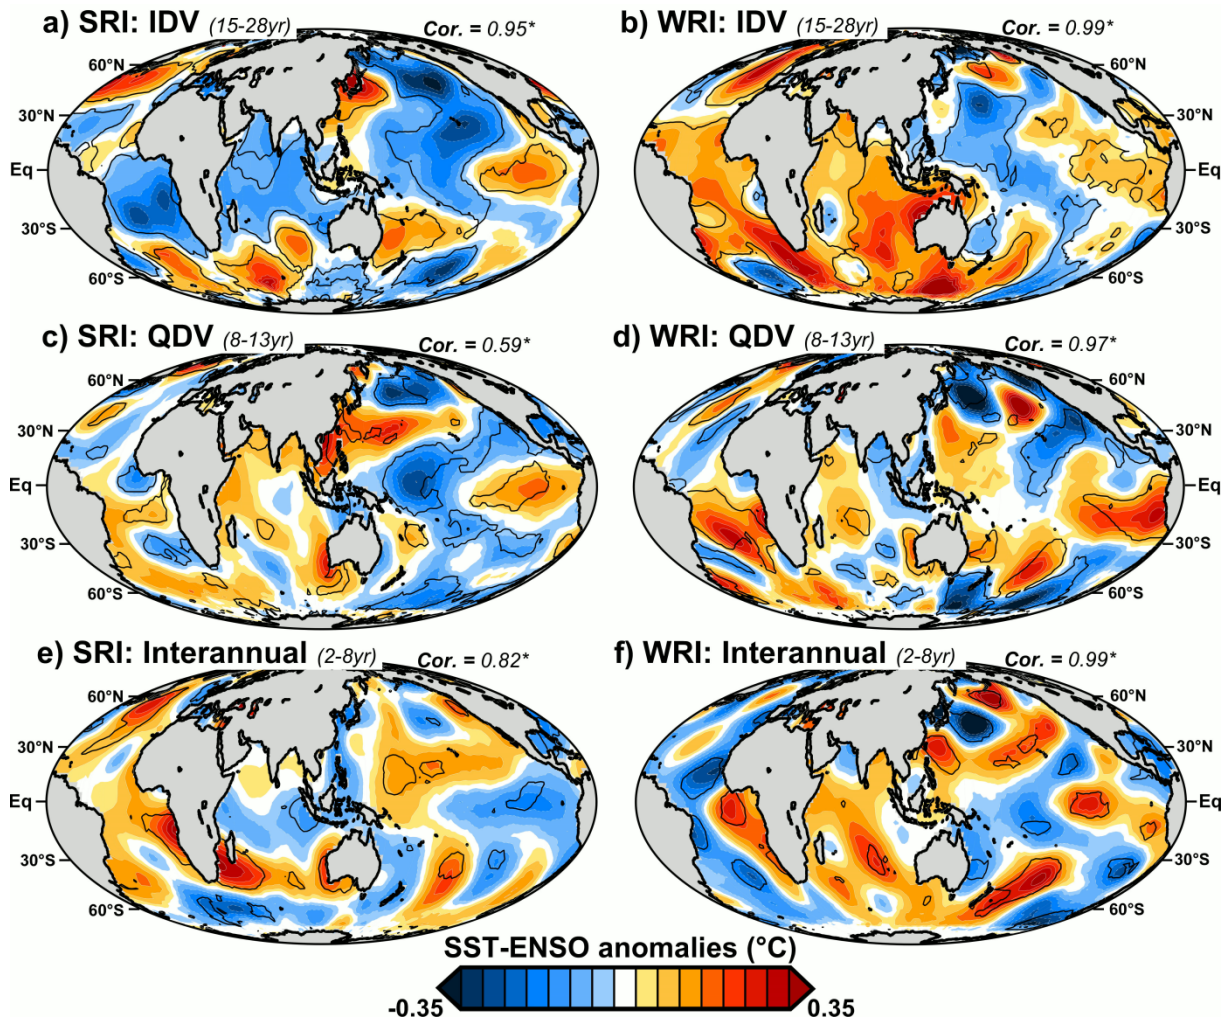 a) SRI: IDV (15-28yr) Cor. = 0.95*
b) WRI: IDV (15-28yr) Cor. = 0.99*
60°N
30°N
Eq
30°S
60°S
60°N
30°N
Eq
30°S
60°S
c) SRI: QDV (8-13yr) Cor. = 0.59*
d) WRI: QDV (8-13yr) Cor. = 0.97*
60°N
30°N
Eq
30°S
60°S
60°N
30°N
Eq
30°S
60°S
e) SRI: Interannual (2-8yr) Cor. = 0.82*
f) WRI: Interannual (2-8yr) Cor. = 0.99*
60°N
30°N
Eq
30°S
60°S
60°N
30°N
Eq
30°S
60°S
SST-ENSO anomalies (°C)
-0.35 0.35